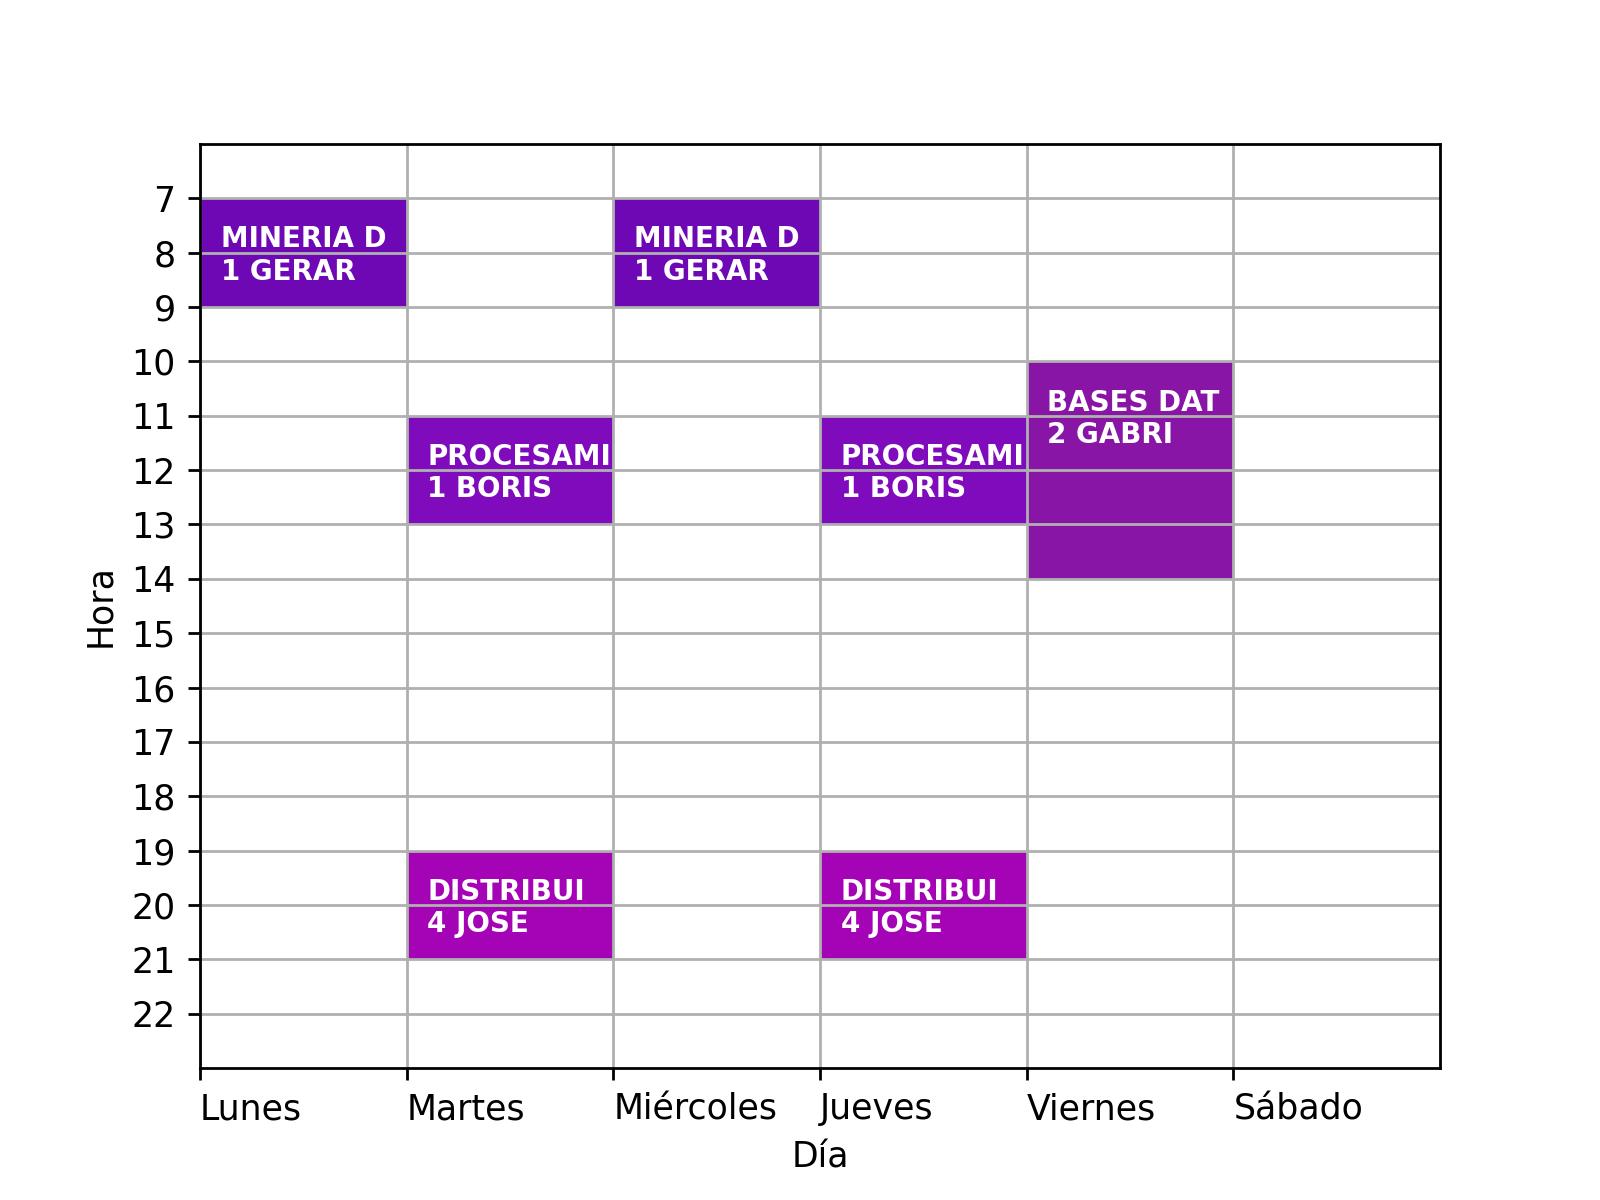 7
8
9
10
11
12
13
14
15
16
17
18
19
20
21
22
Hora
MINERIA D
1 GERAR
MINERIA D
1 GERAR
BASES DAT
2 GABRI
PROCESAMI
1 BORIS
PROCESAMI
1 BORIS
DISTRIBUI
4 JOSE
DISTRIBUI
4 JOSE
Lunes
Martes
Miércoles
Jueves
Viernes
Sábado
Día